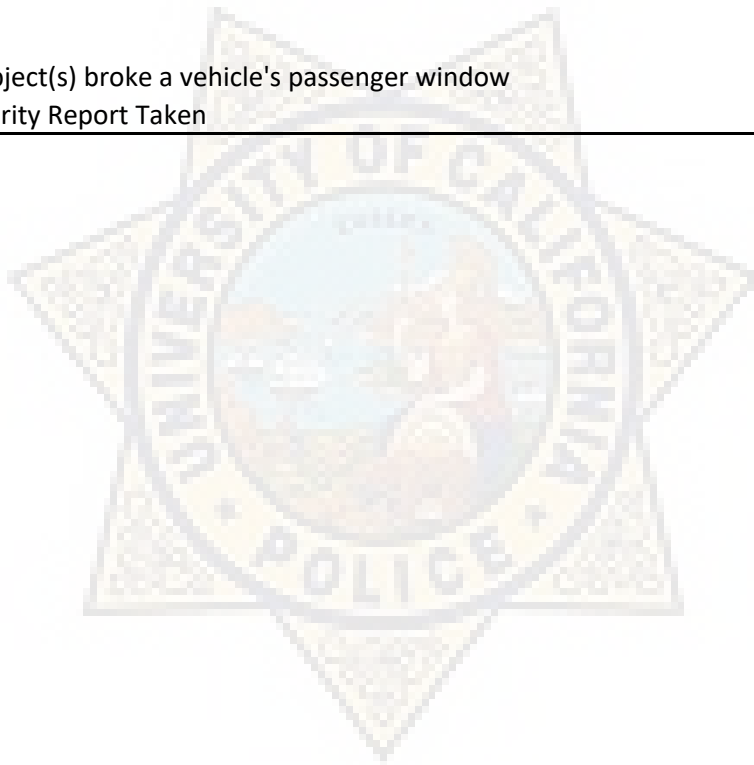 ject(s) broke a vehicle's passenger window
rity Report Taken
UNIVERSITY OF CALIFORNIA
POLICE